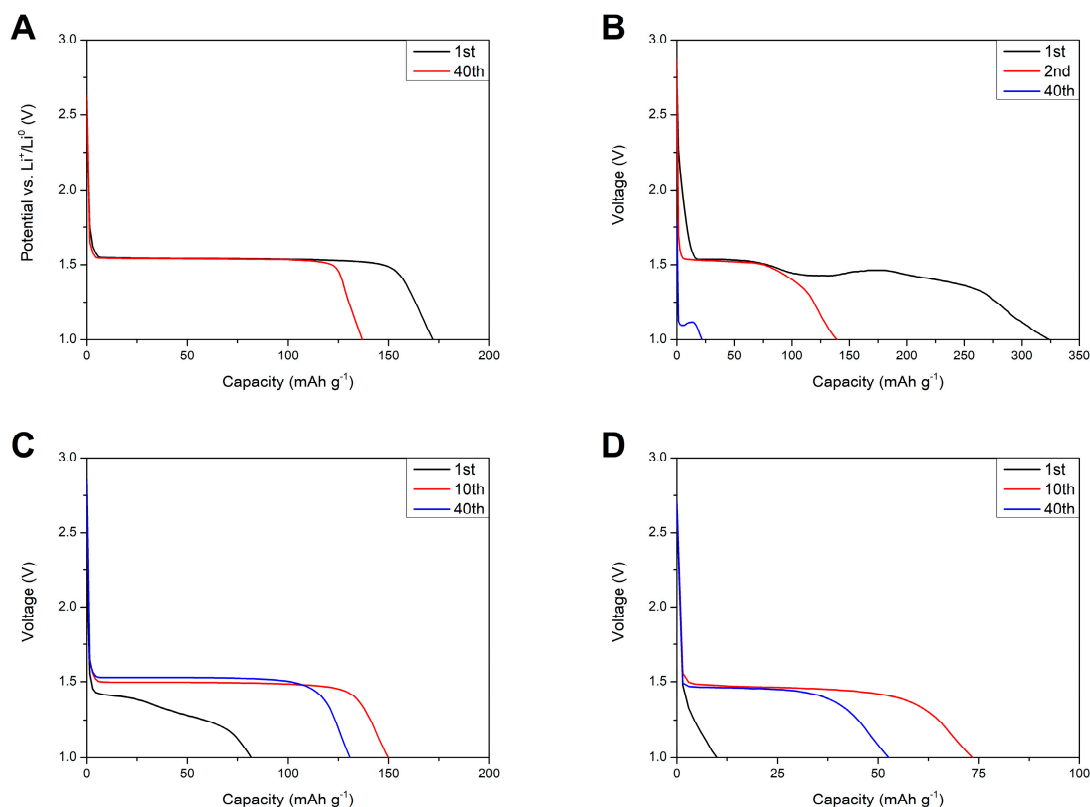 A
3.0
2.5
2.0
1.5
1.0
Potential vs. Li⁺/Li⁰ (V)
1st
40th
0
50
100
150
200
Capacity (mAh g⁻¹)
B
3.0
2.5
2.0
1.5
1.0
Voltage (V)
1st
2nd
40th
0
50
100
150
200
250
300
350
Capacity (mAh g⁻¹)
C
3.0
2.5
2.0
1.5
1.0
Voltage (V)
1st
10th
40th
0
50
100
150
200
Capacity (mAh g⁻¹)
D
3.0
2.5
2.0
1.5
1.0
Voltage (V)
1st
10th
40th
0
25
50
75
100
Capacity (mAh g⁻¹)